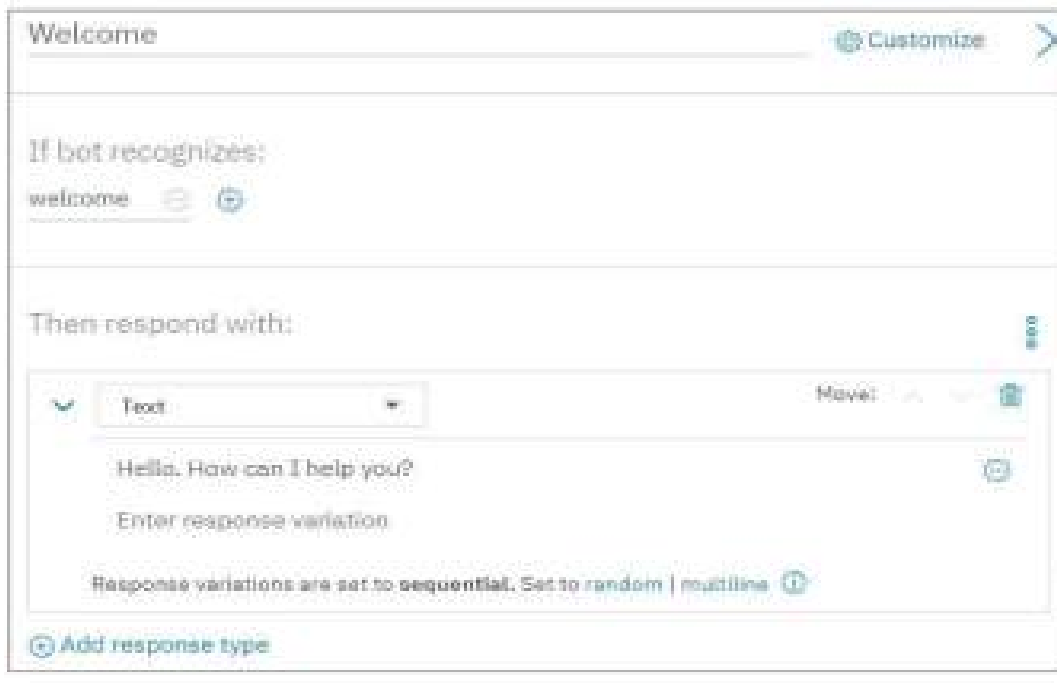 Welcome
Customize
If bot recognizes:
welcome
Then respond with:
Text
Move:
Hello. How can I help you?
Enter response variation
Response variations are set to sequential. Set to random | multiline
Add response type